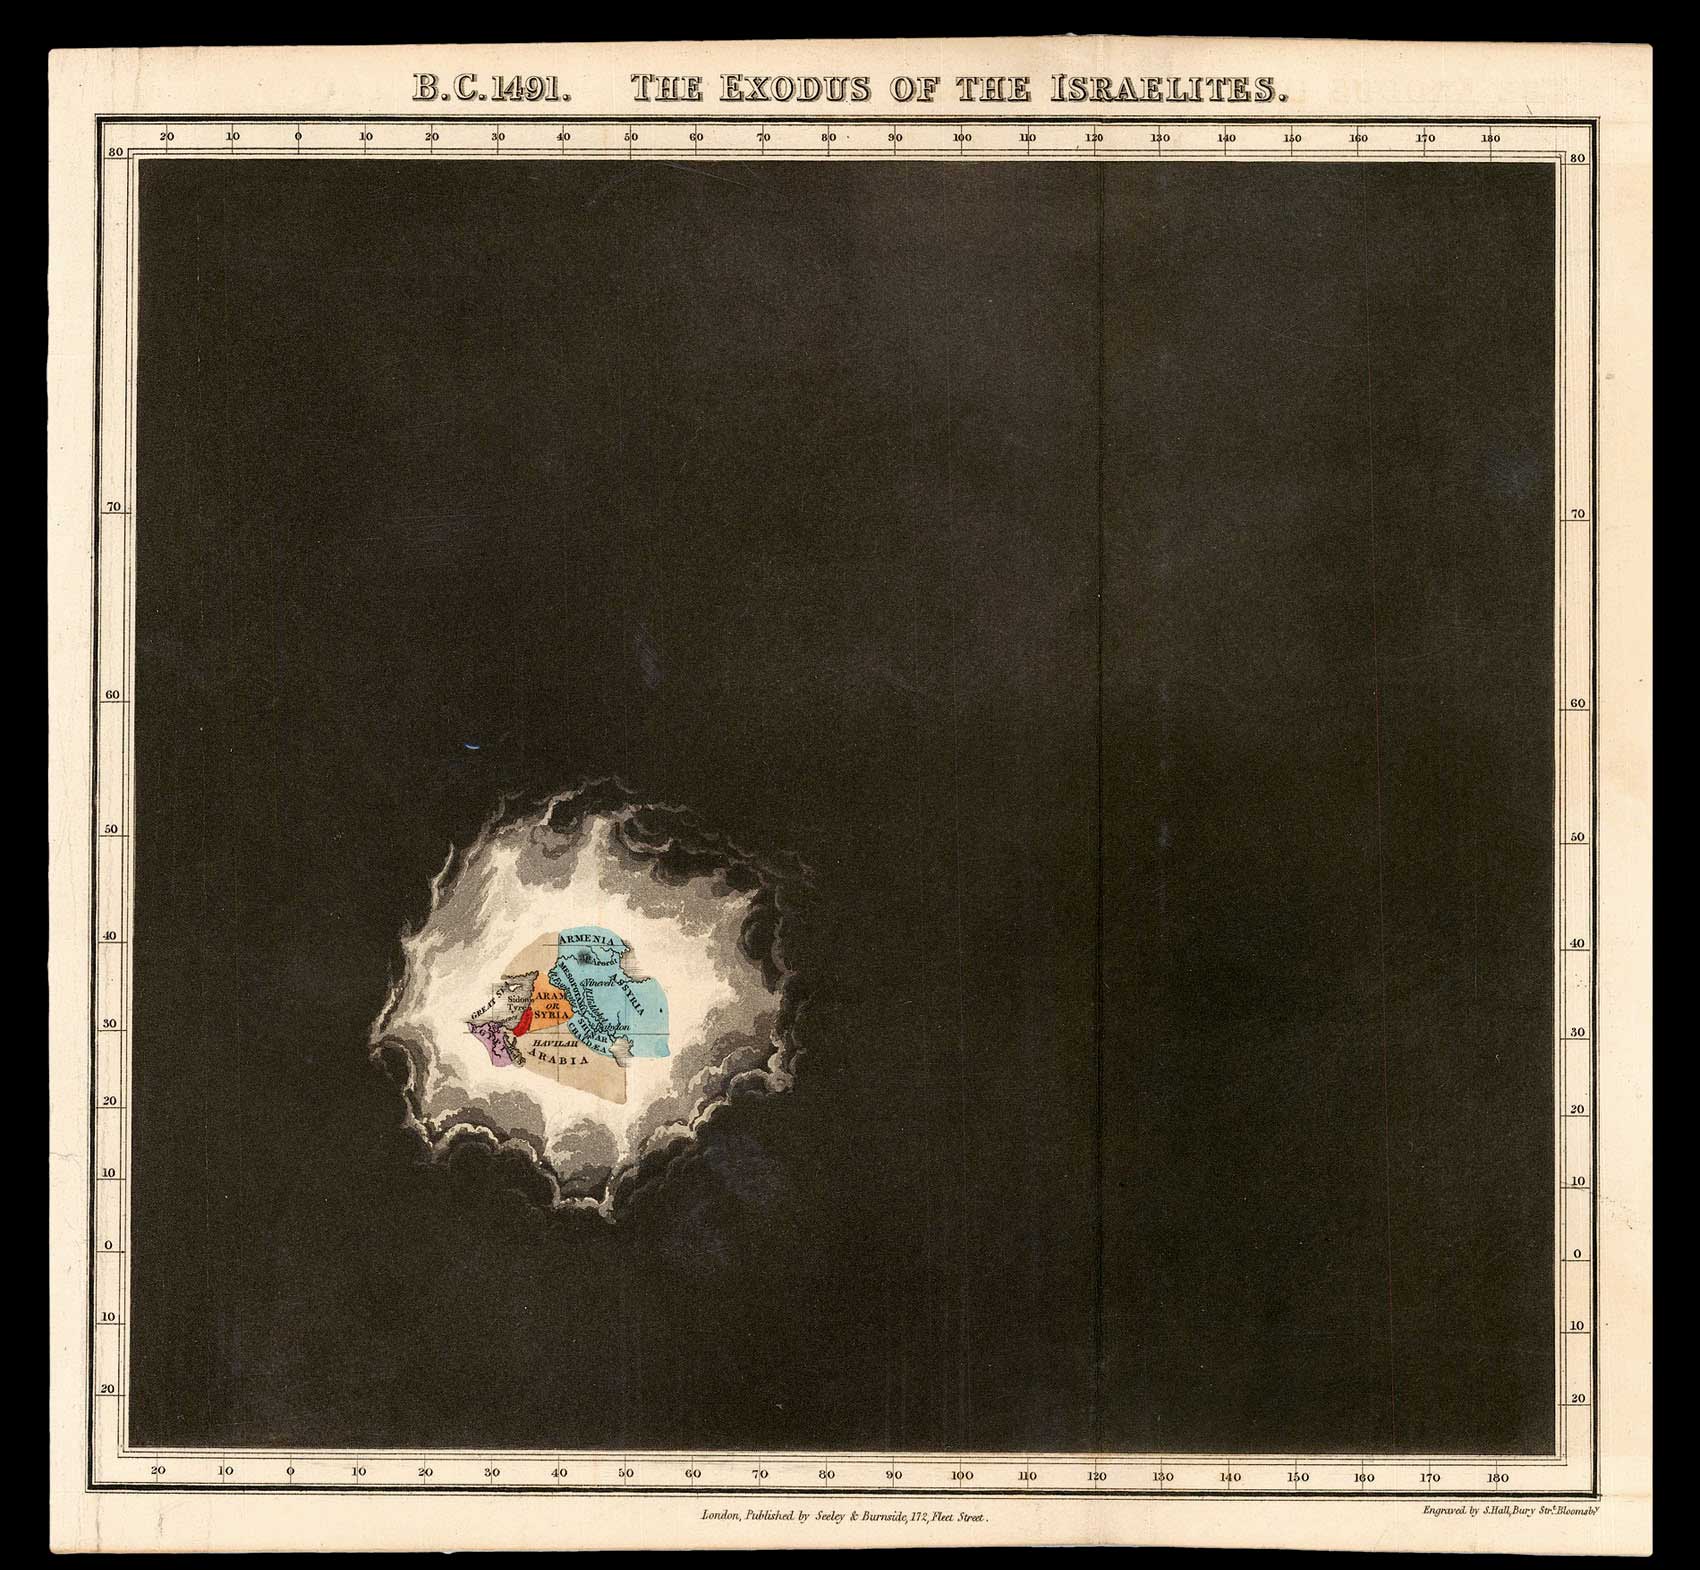 B.C.1491. THE EXODUS OF THE ISRAELITES.
20 10 0 10 20 30 40 50 60 70 80 90 100 110 120 130 140 150 160 170 180
80 80
70 70
60 60
50 50
40 40
30 30
20 20
10 10
0 0
10 10
20 20
ARMENIA
Ararat
MESOPOTAMIA
ASSYRIA
Nineveh
R. Hiddekel
GREAT SEA
Sidon
Tyre
ARAM
OR
SYRIA
Babylon
SHINAR
CHALDEA
EGYPT
HAVILAH
ARABIA
20 10 0 10 20 30 40 50 60 70 80 90 100 110 120 130 140 150 160 170 180
London, Published by Seeley & Burnside, 172, Fleet Street.
Engraved by S. Hall, Bury Strt. Bloomsby.